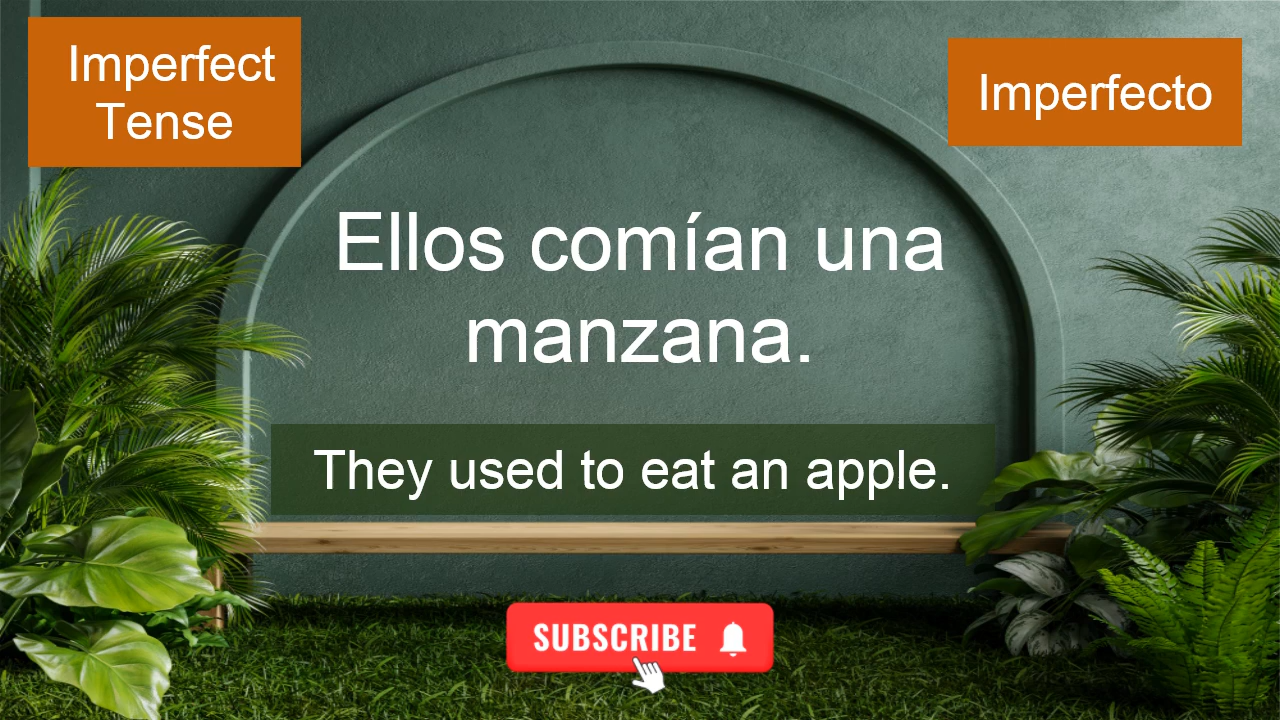 Imperfect
Tense
Imperfecto
Ellos comían una
manzana.
They used to eat an apple.
SUBSCRIBE